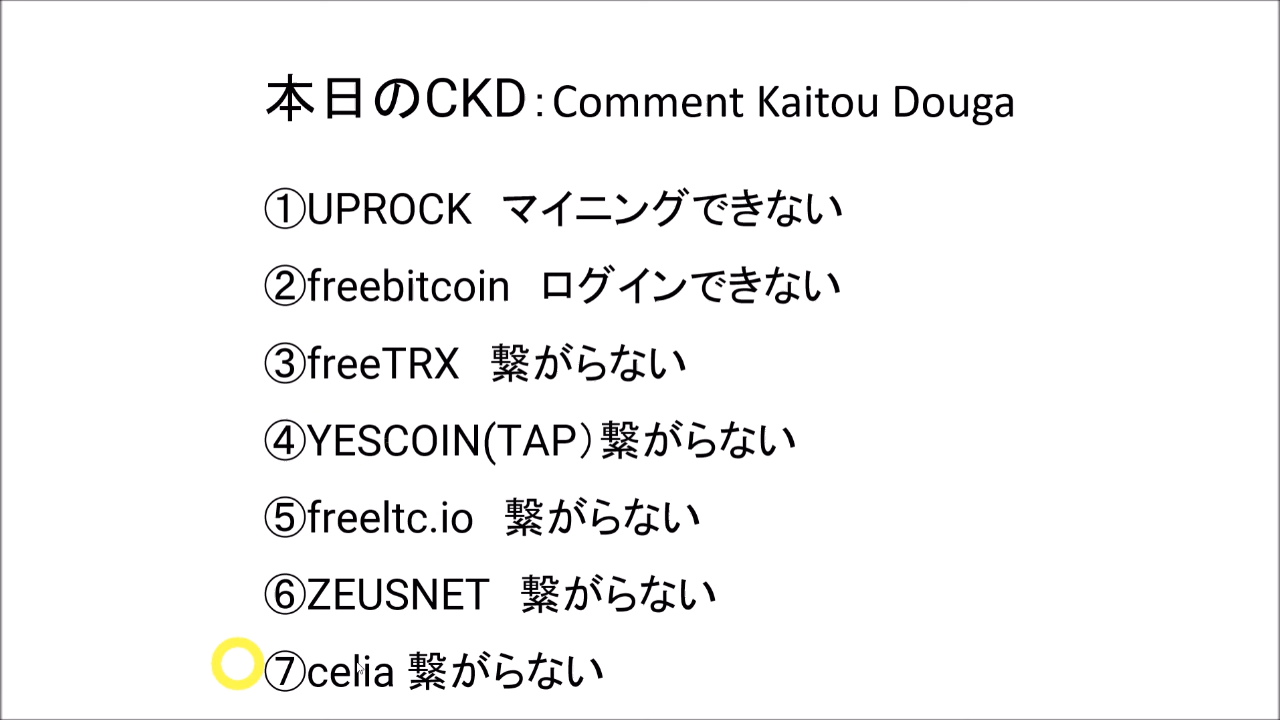 本日のCKD：Comment Kaitou Douga
①UPROCK　マイニングできない
②freebitcoin　ログインできない
③freeTRX　繋がらない
④YESCOIN(TAP）繋がらない
⑤freeltc.io　繋がらない
⑥ZEUSNET　繋がらない
⑦celia 繋がらない